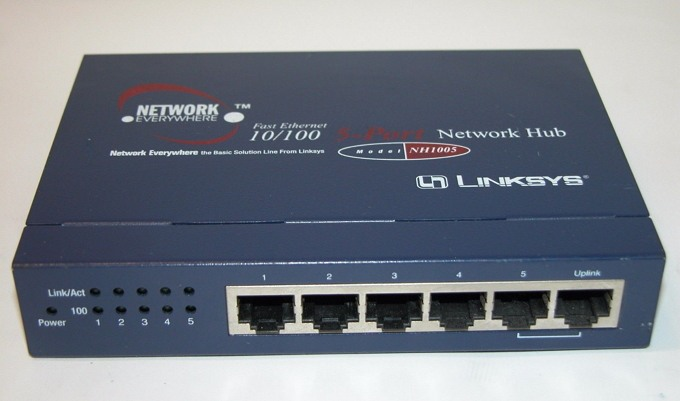 NETWORK ™
EVERYWHERE
Fast Ethernet
10/100 5-Port Network Hub
Network Everywhere the Basic Solution Line From Linksys
Model NH1005
LINKSYS®
1 2 3 4 5 Uplink
Link/Act
100
Power 1 2 3 4 5